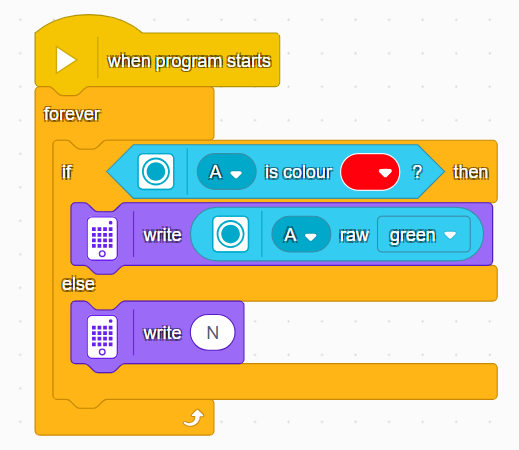 when program starts
forever
if A is colour ? then
write A raw green
else
write N